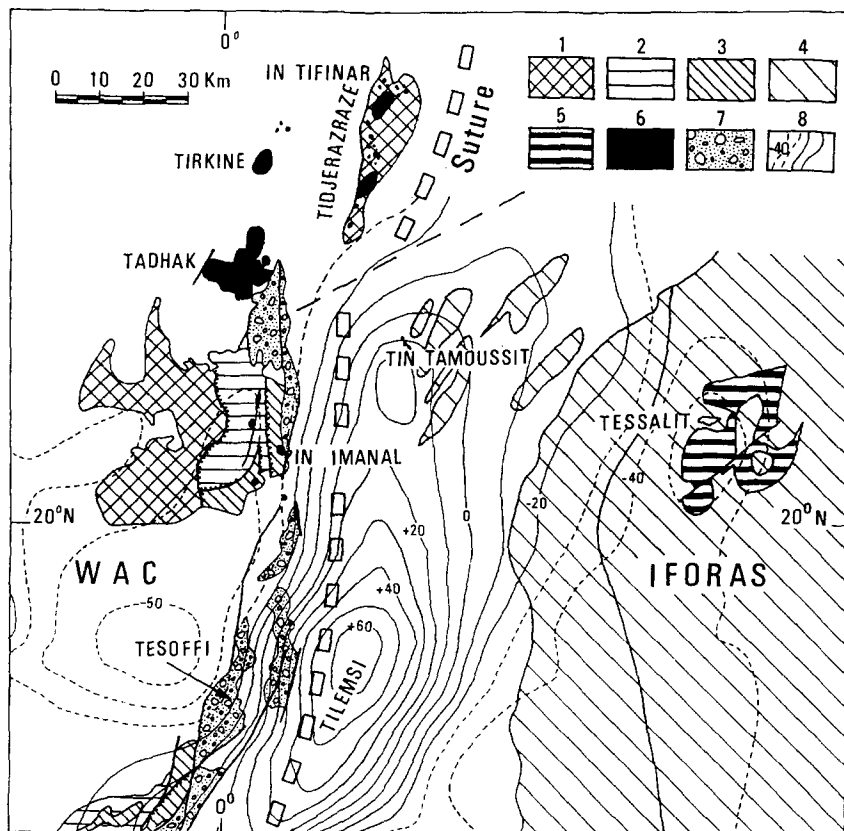 0°
0 10 20 30 Km
IN TIFINAR
1 2 3 4
5 6 7 8
-40
TIRKINE
TIDJERAZRAZE
Suture
TADHAK
TIN TAMOUSSIT
TESSALIT
IN IMANAL
-40
-20
0
20°N
20°N
+20
WAC
IFORAS
+40
-50
+60
TESOFFI
TILEMSI
0°